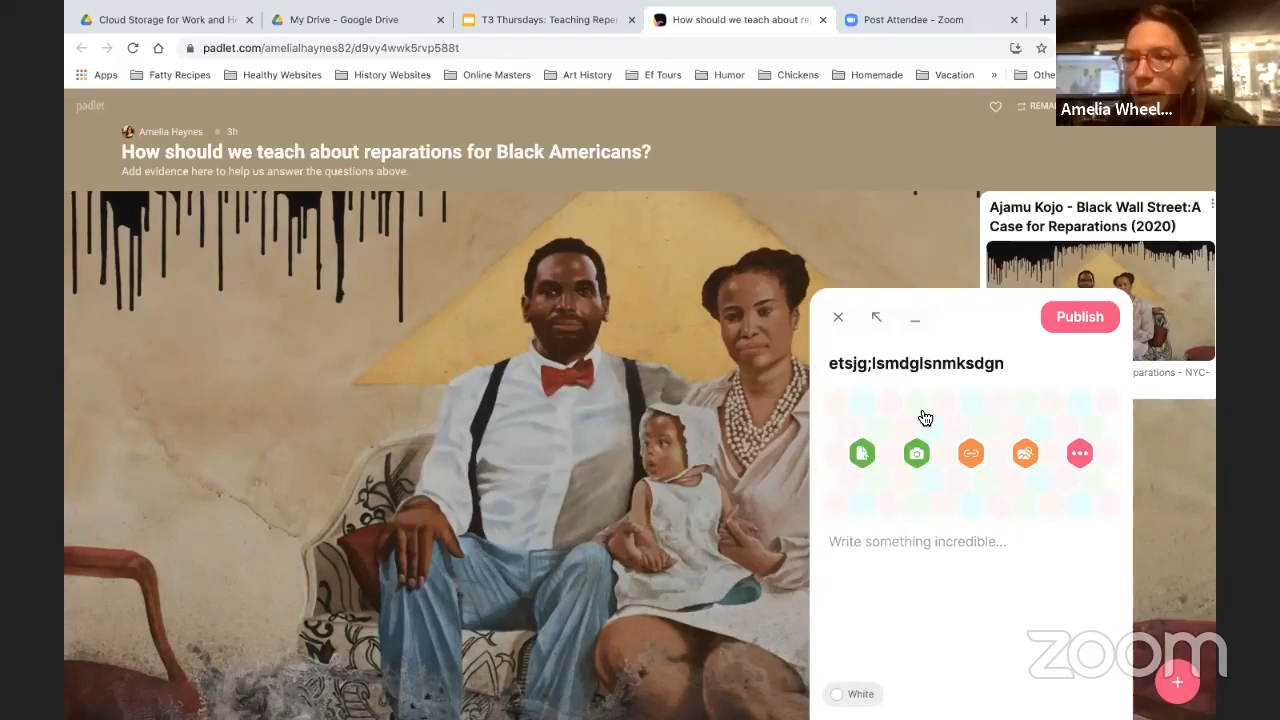 Cloud Storage for Work and H
My Drive - Google Drive
T3 Thursdays: Teaching Repe
How should we teach about re
Post Attendee - Zoom
padlet.com/amelialhaynes82/d9vy4wwk5rvp588t
Apps
Fatty Recipes
Healthy Websites
History Websites
Online Masters
Art History
Ef Tours
Humor
Chickens
Homemade
Vacation
»
Othe
Amelia Wheel...
padlet
REMA
Amelia Haynes 3h
How should we teach about reparations for Black Americans?
Add evidence here to help us answer the questions above.
Ajamu Kojo - Black Wall Street:A
Case for Reparations (2020)
parations - NYC-
Publish
etsjg;lsmdglsnmksdgn
Write something incredible...
White
zoom